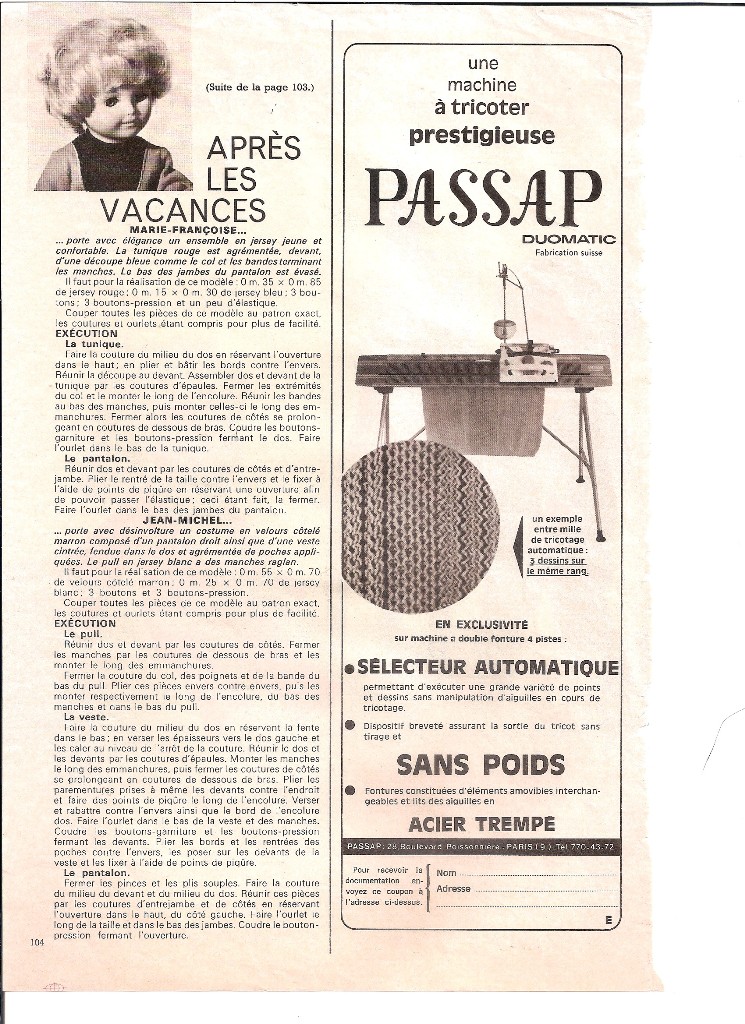 (Suite de la page 103.)
APRÈS
LES
VACANCES
MARIE-FRANÇOISE...
... porte avec élégance un ensemble en jersey jeune et
confortable. La tunique rouge est agrémentée, devant,
d'une découpe bleue comme le col et les bandes terminant
les manches. Le bas des jambes du pantalon est évasé.
Il faut pour la réalisation de ce modèle : 0 m. 35 × 0 m. 85
de jersey rouge ; 0 m. 15 × 0 m. 30 de jersey bleu ; 3 bou-
tons ; 3 boutons-pression et un peu d'élastique.
Couper toutes les pièces de ce modèle au patron exact,
les coutures et ourlets étant compris pour plus de facilité.
EXÉCUTION
La tunique.
Faire la couture du milieu du dos en réservant l'ouverture
dans le haut ; en plier et bâtir les bords contre l'envers.
Réunir la découpe au devant. Assembler dos et devant de la
tunique par les coutures d'épaules. Fermer les extrémités
du col et le monter le long de l'encolure. Réunir les bandes
au bas des manches, puis monter celles-ci le long des em-
manchures. Fermer alors les coutures de côtés se prolon-
geant en coutures de dessous de bras. Coudre les boutons-
garniture et les boutons-pression fermant le dos. Faire
l'ourlet dans le bas de la tunique.
Le pantalon.
Réunir dos et devant par les coutures de côtés et d'entre-
jambe. Plier le rentré de la taille contre l'envers et le fixer à
l'aide de points de piqûre en réservant une ouverture afin
de pouvoir passer l'élastique ; ceci étant fait, la fermer.
Faire l'ourlet dans le bas des jambes du pantalon.
JEAN-MICHEL...
... porte avec désinvolture un costume en velours côtelé
marron composé d'un pantalon droit ainsi que d'une veste
cintrée, fendue dans le dos et agrémentée de poches appli-
quées. Le pull en jersey blanc a des manches raglan.
Il faut pour la réalisation de ce modèle : 0 m. 55 × 0 m. 70
de velours côtelé marron ; 0 m. 25 × 0 m. 70 de jersey
blanc ; 3 boutons et 3 boutons-pression.
Couper toutes les pièces de ce modèle au patron exact,
les coutures et ourlets étant compris pour plus de facilité.
EXÉCUTION
Le pull.
Réunir dos et devant par les coutures de côtés. Fermer
les manches par les coutures de dessous de bras et les
monter le long des emmanchures.
Fermer la couture du col, des poignets et de la bande du
bas du pull. Plier ces pièces envers contre envers, puis les
monter respectivement le long de l'encolure, du bas des
manches et dans le bas du pull.
La veste.
Faire la couture du milieu du dos en réservant la fente
dans le bas ; en verser les épaisseurs vers le dos gauche et
les caler au niveau de l'arrêt de la couture. Réunir le dos et
les devants par les coutures d'épaules. Monter les manches
le long des emmanchures, puis fermer les coutures de côtés
se prolongeant en coutures de dessous de bras. Plier les
parementures prises à même les devants contre l'endroit
et faire des points de piqûre le long de l'encolure. Verser
et rabattre contre l'envers ainsi que le bord de l'encolure
dos. Faire l'ourlet dans le bas de la veste et des manches.
Coudre les boutons-garniture et les boutons-pression
fermant les devants. Plier les bords et les rentrées des
poches contre l'envers, les poser sur les devants de la
veste et les fixer à l'aide de points de piqûre.
Le pantalon.
Fermer les pinces et les plis souples. Faire la couture
du milieu du devant et du milieu du dos. Réunir ces pièces
par les coutures d'entrejambe et de côtés en réservant
l'ouverture dans le haut, du côté gauche. Faire l'ourlet le
long de la taille et dans le bas des jambes. Coudre le bouton-
pression fermant l'ouverture.
104
une
machine
à tricoter
prestigieuse
PASSAP
DUOMATIC
Fabrication suisse
un exemple
entre mille
de tricotage
automatique :
3 dessins sur
le même rang.
EN EXCLUSIVITÉ
sur machine a double fonture 4 pistes :
● SÉLECTEUR AUTOMATIQUE
permettant d'exécuter une grande variété de points
et dessins sans manipulation d'aiguilles en cours de
tricotage.
● Dispositif breveté assurant la sortie du tricot sans
tirage et
SANS POIDS
● Fontures constituées d'éléments amovibles interchan-
geables et lits des aiguilles en
ACIER TREMPÉ
PASSAP : 28, Boulevard Poissonnière, PARIS (9e) Tél 770.43.72
Pour recevoir la
documentation en-
voyez ce coupon à
l'adresse ci-dessus.
Nom
Adresse
E